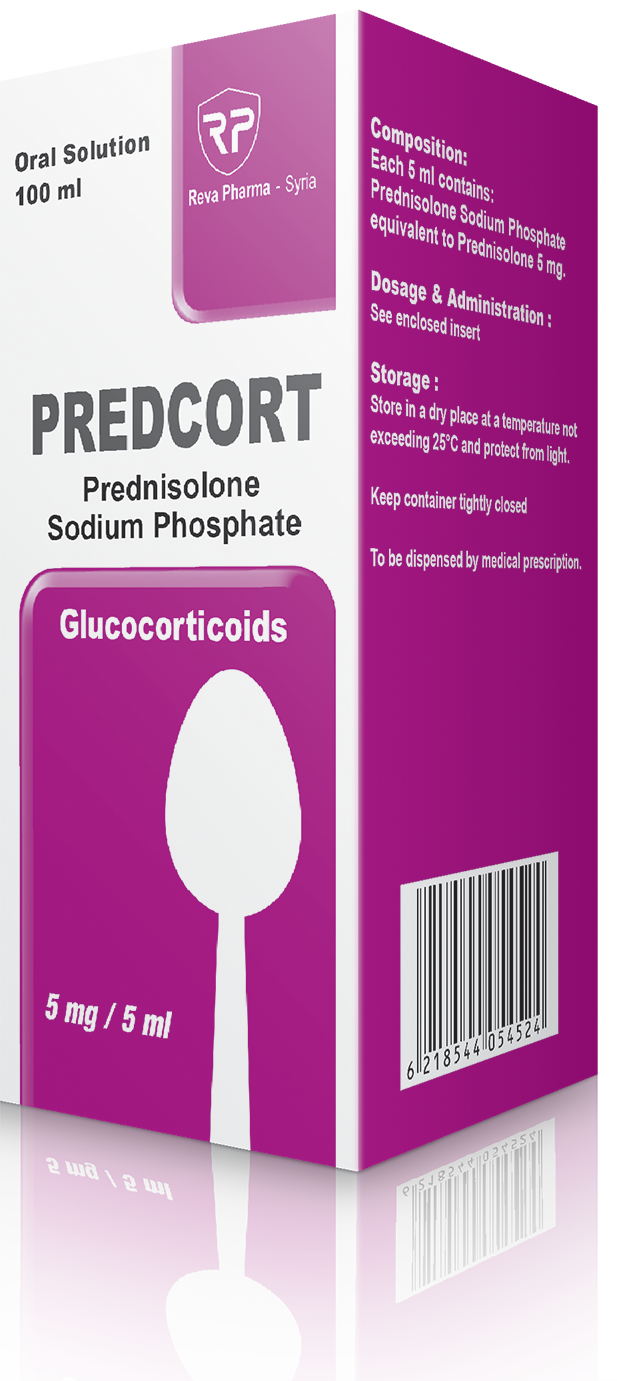 Oral Solution
100 ml
RP
Reva Pharma - Syria
PREDCORT
Prednisolone
Sodium Phosphate
Glucocorticoids
5 mg / 5 ml
Composition:
Each 5 ml contains:
Prednisolone Sodium Phosphate
equivalent to Prednisolone 5 mg.
Dosage & Administration :
See enclosed insert
Storage :
Store in a dry place at a temperature not
exceeding 25°C and protect from light.
Keep container tightly closed
To be dispensed by medical prescription.
6 218544 054524